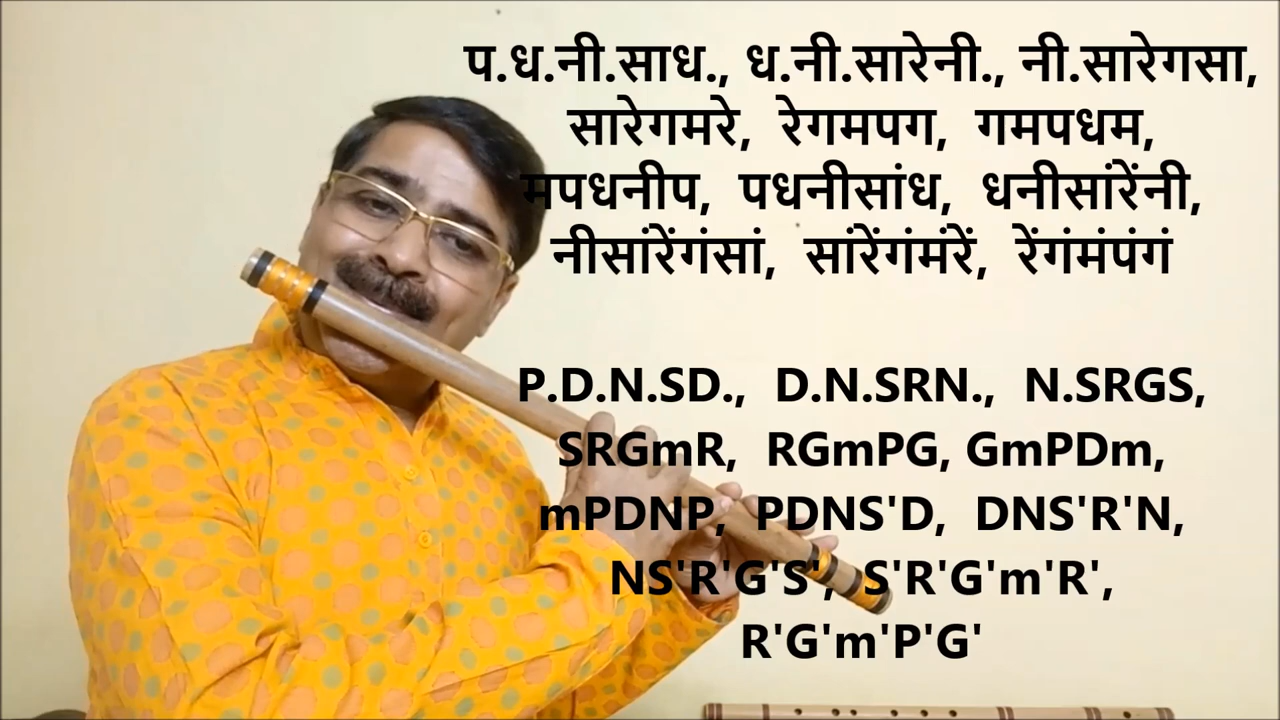 प.ध.नी.साध., ध.नी.सारेनी., नी.सारेगसा,
सारेगमरे, रेगमपग, गमपधम,
मपधनीप, पधनीसांध, धनीसांरेंनी,
नीसांरेंगंसां, सांरेंगंमंरें, रेंगंमंपंगं
P.D.N.SD., D.N.SRN., N.SRGS,
SRGmR, RGmPG, GmPDm,
mPDNP, PDNS'D, DNS'R'N,
NS'R'G'S', S'R'G'm'R',
R'G'm'P'G'